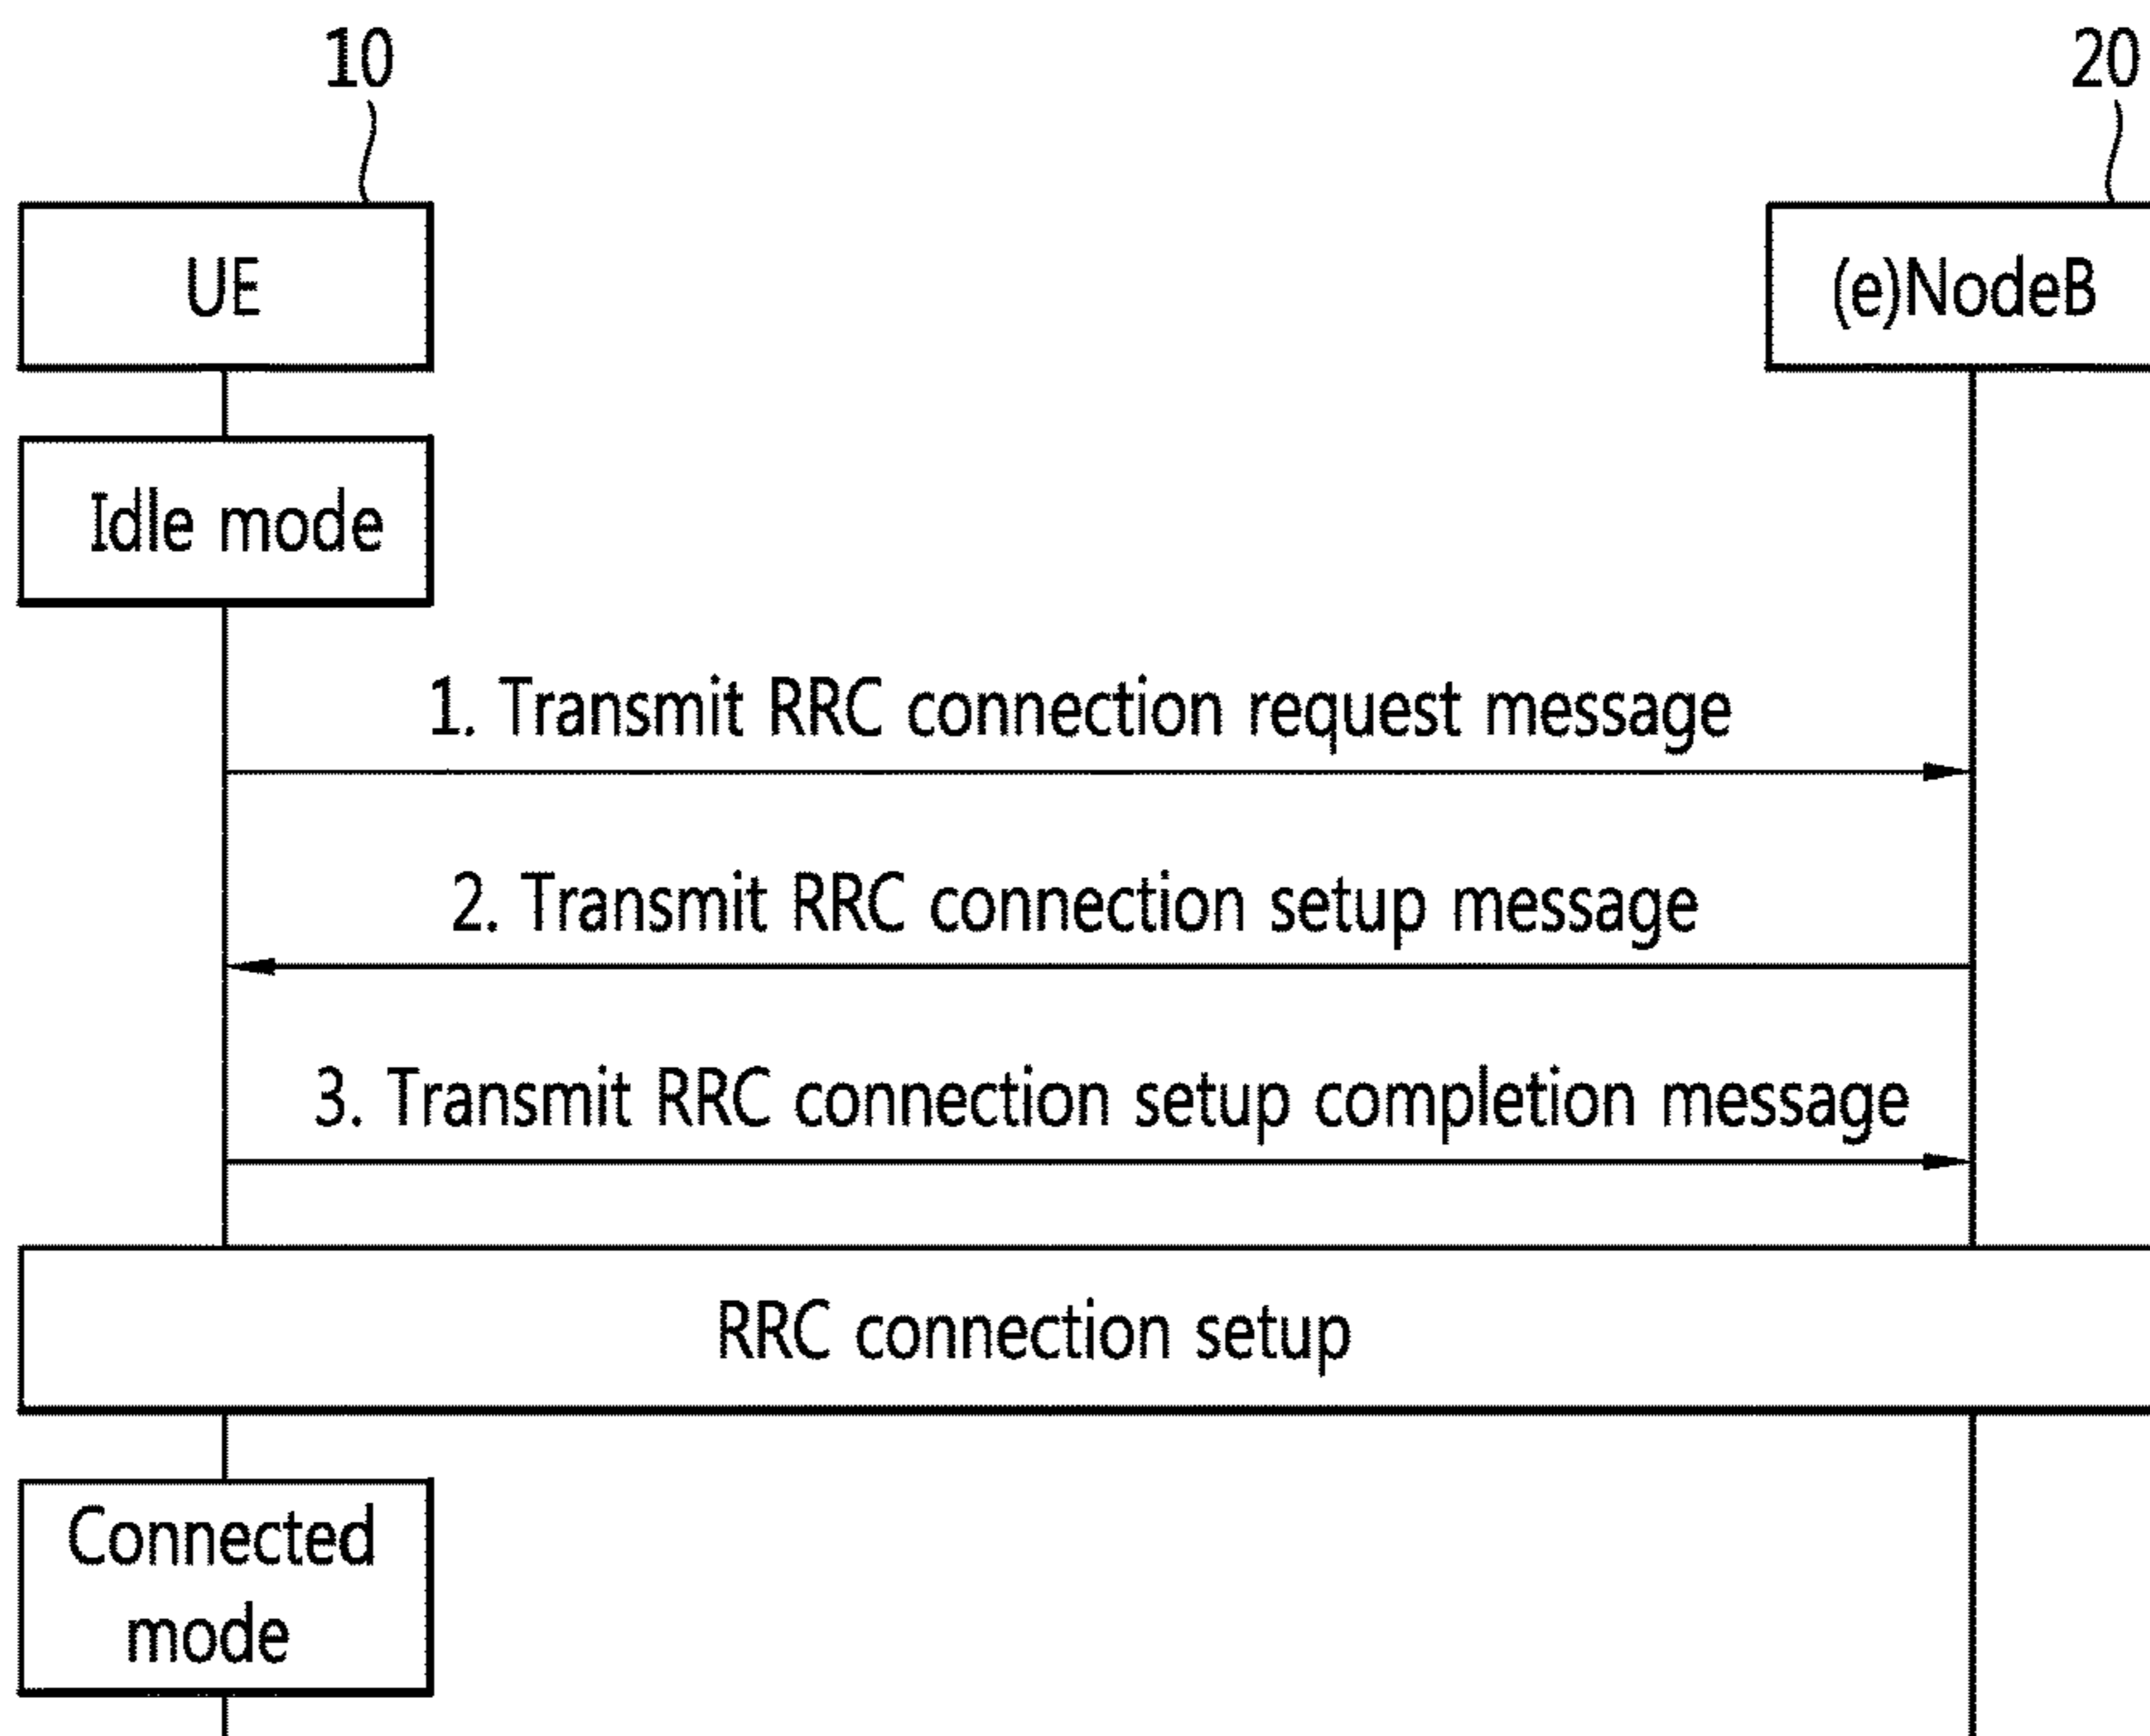 10
20
UE
(e)NodeB
Idle mode
1. Transmit RRC connection request message
2. Transmit RRC connection setup message
3. Transmit RRC connection setup completion message
RRC connection setup
Connected
mode